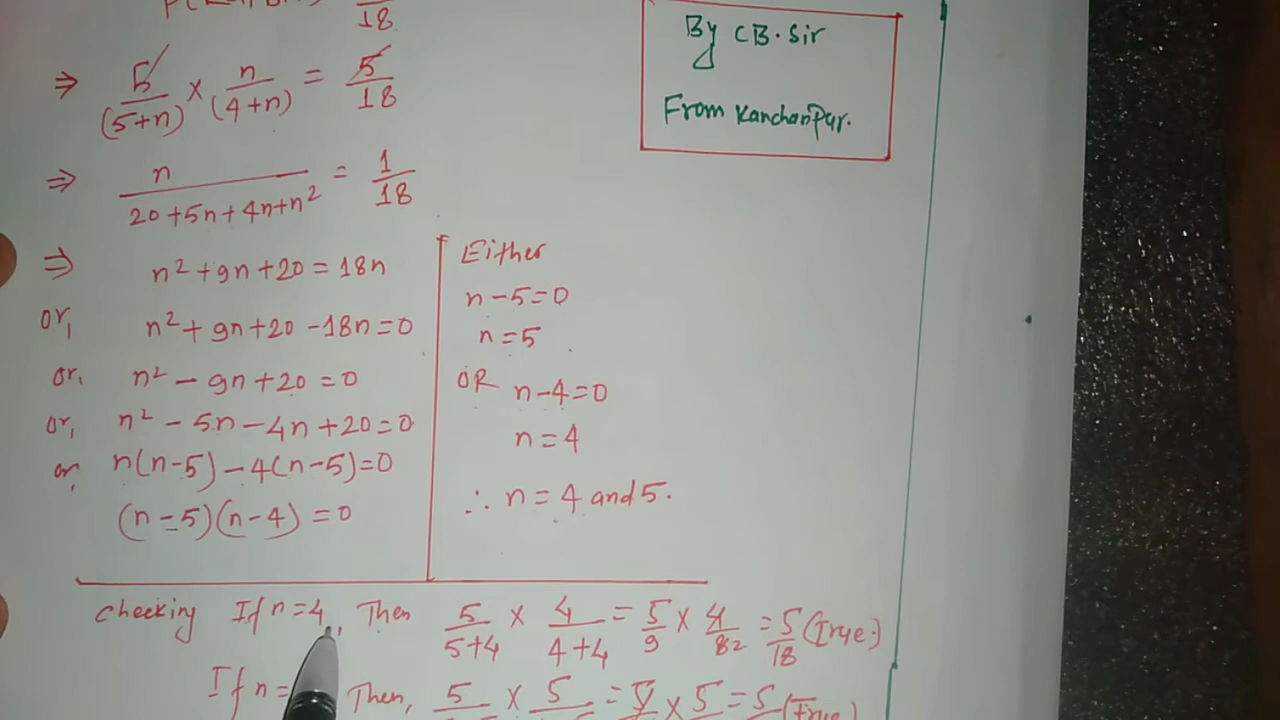 18
⇒ 5/(5+n) × n/(4+n) = 5/18
⇒ n/20+5n+4n+n² = 1/18
⇒ n²+9n+20=18n
or, n²+9n+20-18n=0
or, n²-9n+20=0
or, n²-5n-4n+20=0
or, n(n-5)-4(n-5)=0
(n-5)(n-4)=0
Either
n-5=0
n=5
OR n-4=0
n=4
∴ n=4 and 5.
By CB. Sir
From Kanchanpur.
Checking If n=4, Then 5/5+4 × 4/4+4 = 5/9 × 4/82 = 5/18 (True.)
If n= Then, 5 × 5 = 5 × 5 = 5 (True)